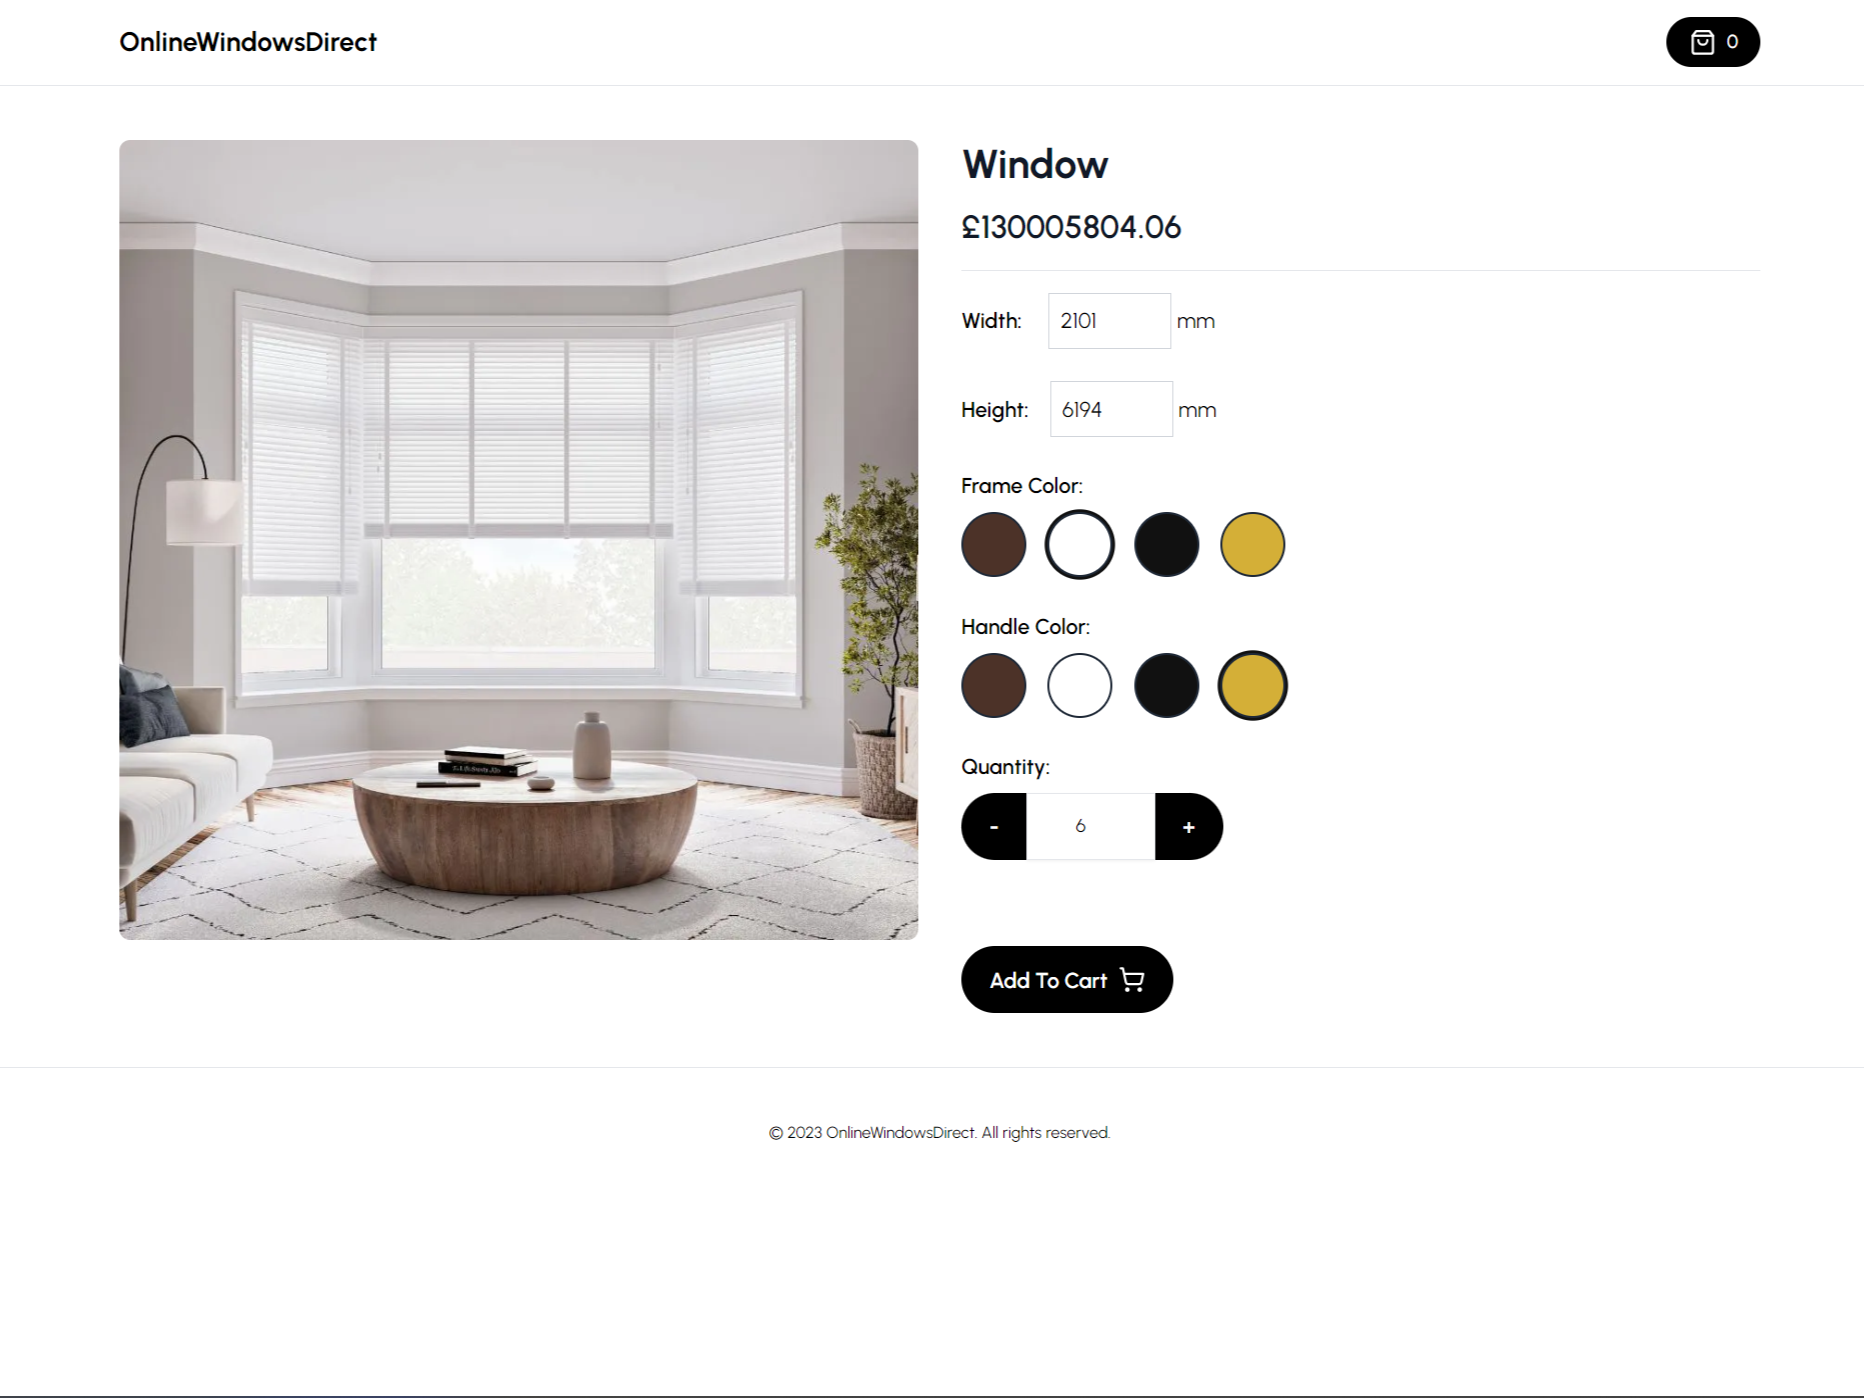 OnlineWindowsDirect
0
Window
£130005804.06
Width: 2101 mm
Height: 6194 mm
Frame Color:
Handle Color:
Quantity:
- 6 +
Add To Cart
© 2023 OnlineWindowsDirect. All rights reserved.